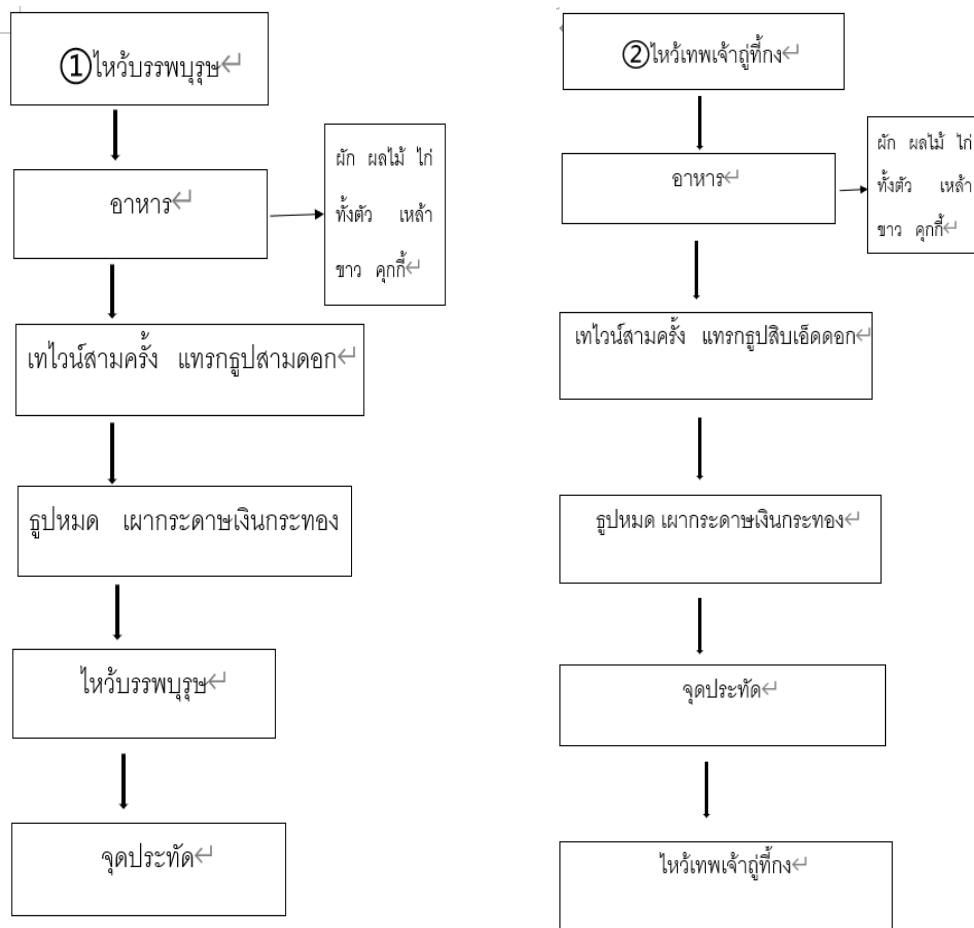 ①ไหว้บรรพบุรุษ
อาหาร
ผัก ผลไม้ ไก่
ทั้งตัว เหล้า
ขาว คุกกี้
เทไวน์สามครั้ง แทรกธูปสามดอก
ธูปหมด เผากระดาษเงินกระทอง
ไหว้บรรพบุรุษ
จุดประทัด
②ไหว้เทพเจ้าถู่ที้กง
อาหาร
ผัก ผลไม้ ไก่
ทั้งตัว เหล้า
ขาว คุกกี้
เทไวน์สามครั้ง แทรกธูปสิบเอ็ดดอก
ธูปหมด เผากระดาษเงินกระทอง
จุดประทัด
ไหว้เทพเจ้าถู่ที้กง